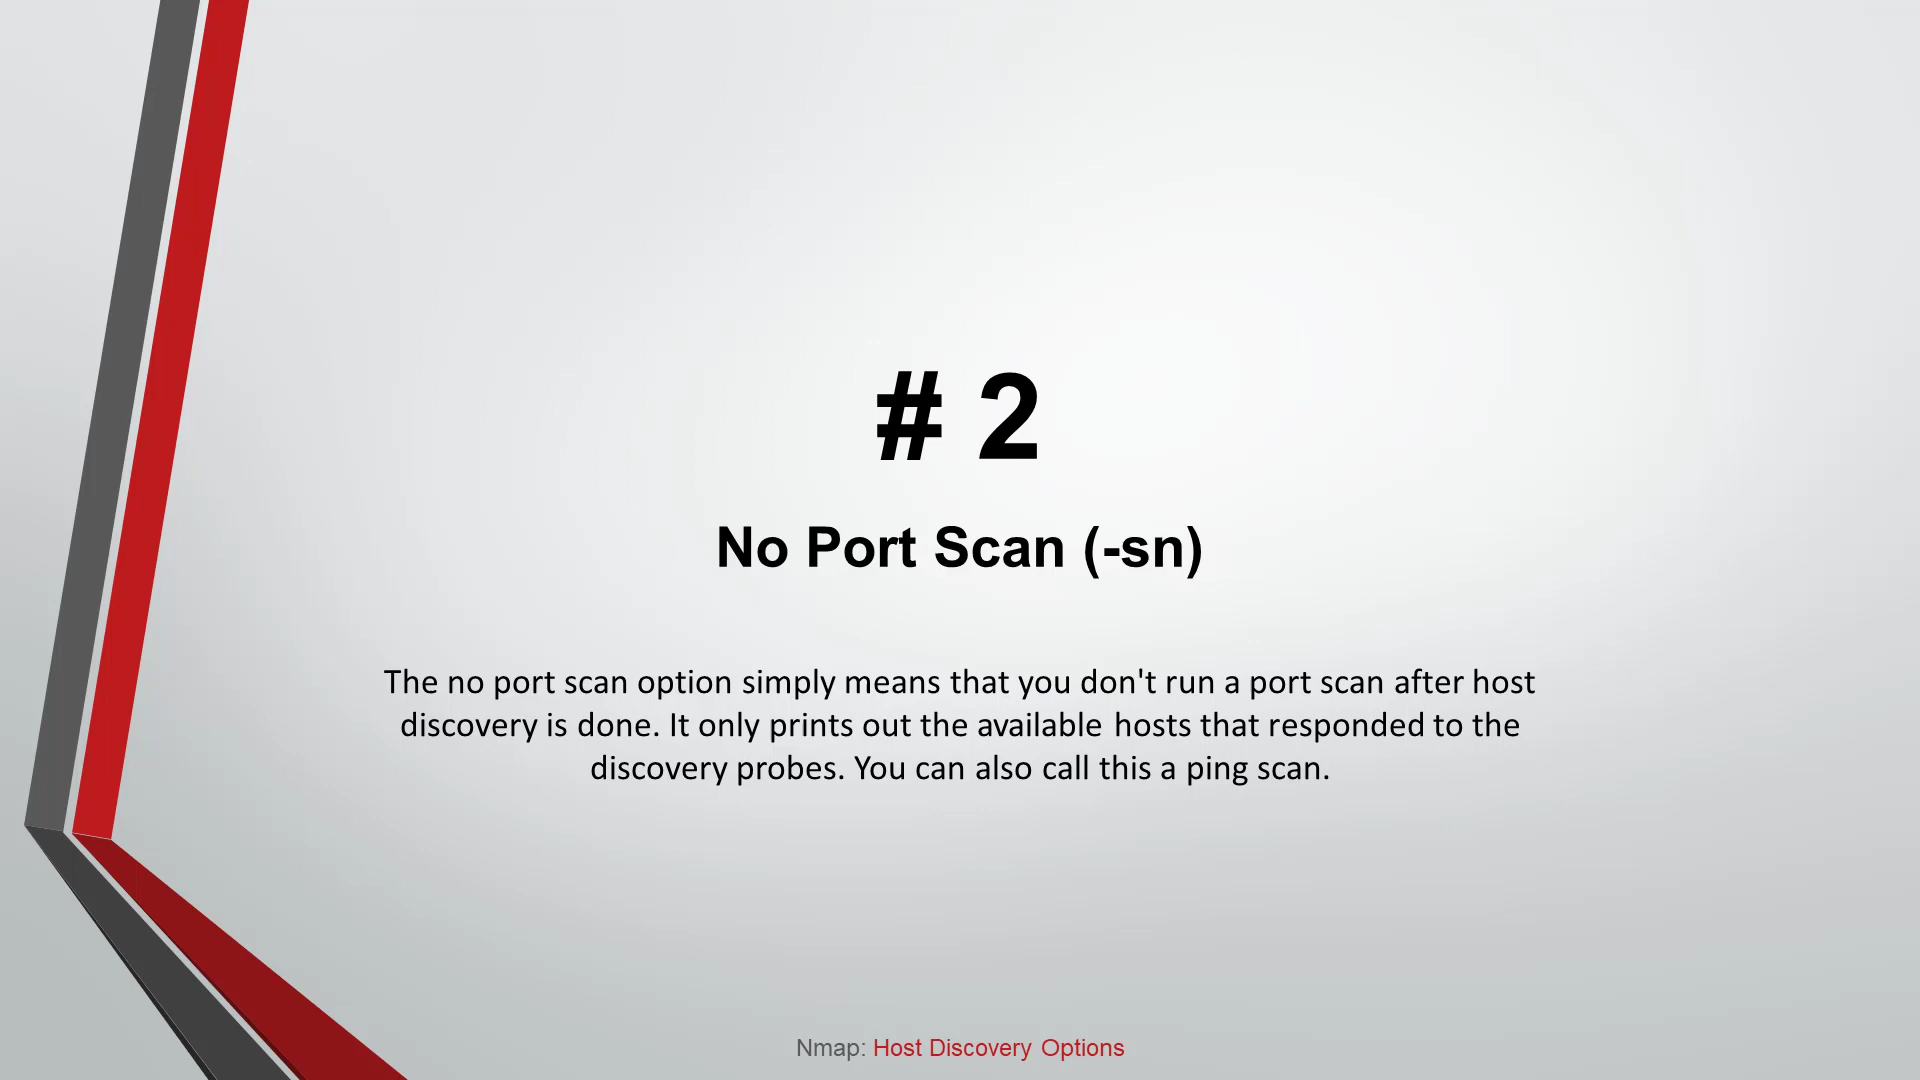 # 2
No Port Scan (-sn)
The no port scan option simply means that you don't run a port scan after host
discovery is done. It only prints out the available hosts that responded to the
discovery probes. You can also call this a ping scan.
Nmap: Host Discovery Options